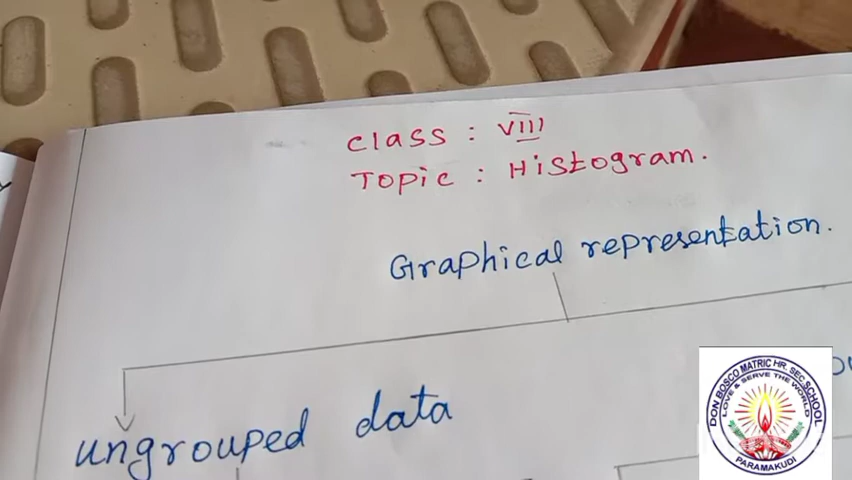 Class : VIII
Topic : Histogram.
Graphical representation.
ungrouped data
DON BOSCO MATRIC HR. SEC. SCHOOL
LOVE & SERVE THE WORLD
PARAMAKUDI